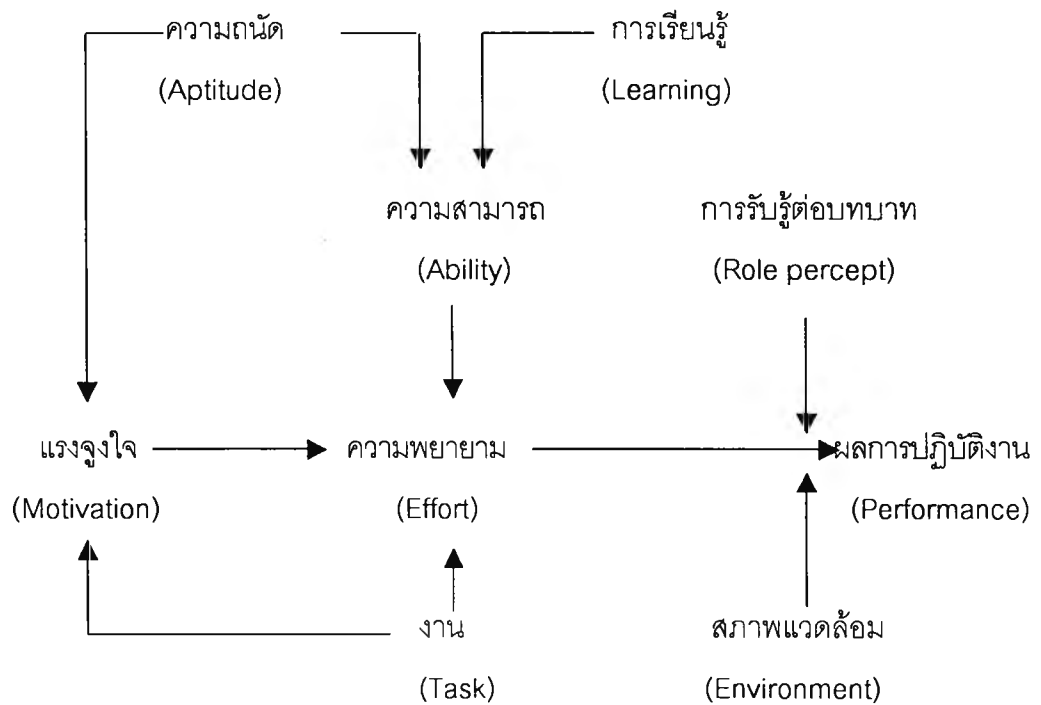 ความถนัด
(Aptitude)
การเรียนรู้
(Learning)
ความสามารถ
(Ability)
การรับรู้ต่อบทบาท
(Role percept)
แรงจูงใจ
(Motivation)
ความพยายาม
(Effort)
ผลการปฏิบัติงาน
(Performance)
งาน
(Task)
สภาพแวดล้อม
(Environment)